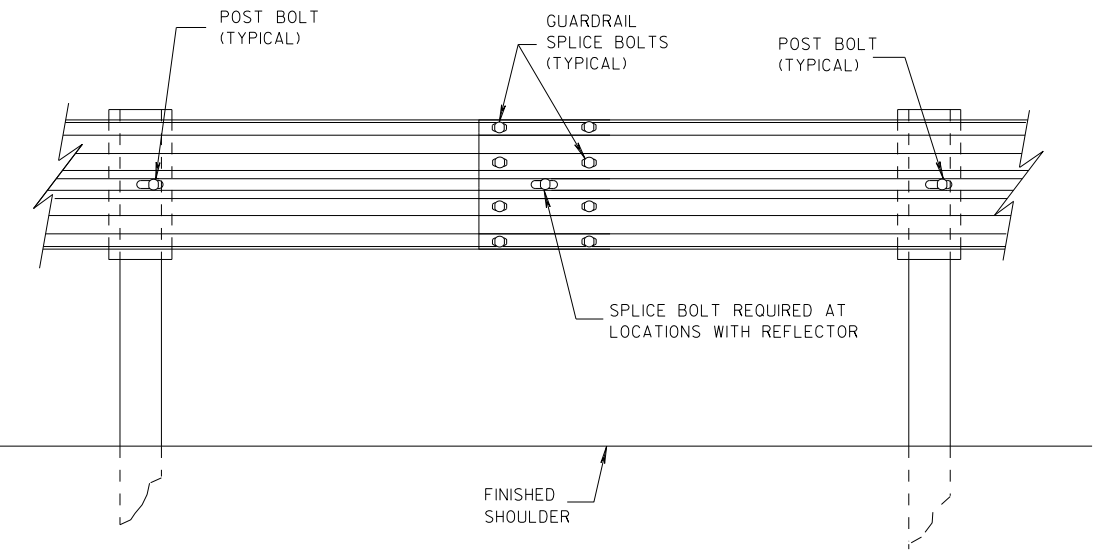 POST BOLT
(TYPICAL)
GUARDRAIL
SPLICE BOLTS
(TYPICAL)
POST BOLT
(TYPICAL)
SPLICE BOLT REQUIRED AT
LOCATIONS WITH REFLECTOR
FINISHED
SHOULDER